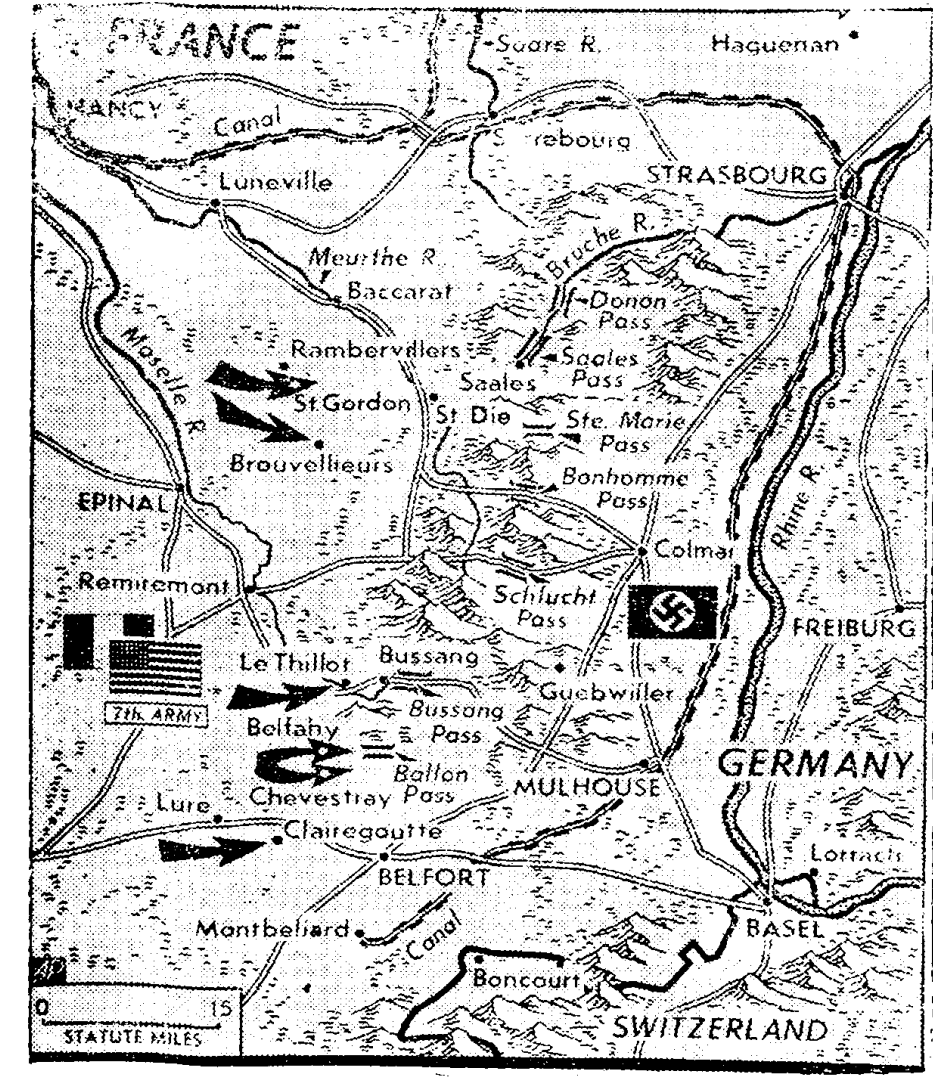 FRANCE
Suare R.
Haguenan
NANCY
Canal
S rebourg
Luneville
STRASBOURG
Meurthe R.
Bruche R.
Baccarat
Donon
Pass
Moselle R.
Rambervillers
Saales
Pass
Saales
St. Gordon
St Die
Ste. Marie
Pass
Brouvellieurs
Bonhomme
Pass
EPINAL
Rhine R.
Colmar
Remiremont
Schlucht
Pass
FREIBURG
Le Thillot
Bussang
Guebwiller
7th. ARMY
Bussang
Pass
Belfahy
GERMANY
Ballon
Pass
Chevestray
MULHOUSE
Lure
Clairegoutte
BELFORT
Lorrach
Montbeliard
Canal
BASEL
AP
Boncourt
0 15
STATUTE MILES
SWITZERLAND